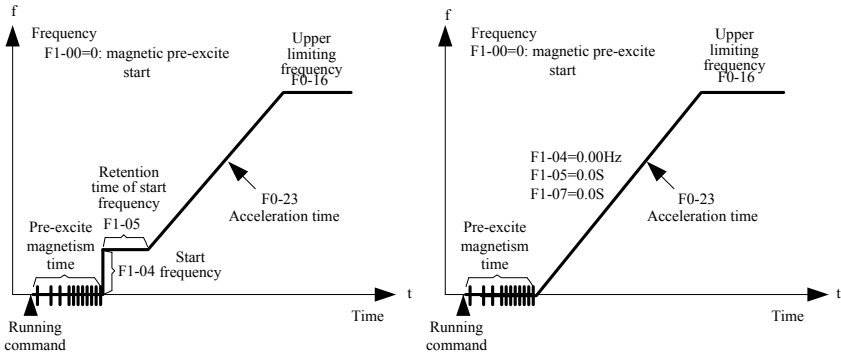 f
Frequency
F1-00=0: magnetic pre-excite
start
Upper
limiting
frequency
F0-16
Retention
time of start
frequency
F1-05
F0-23
Acceleration time
Pre-excite
magnetism
time
F1-04
Start
frequency
t
Time
Running
command
f
Frequency
F1-00=0: magnetic pre-excite
start
Upper
limiting
frequency
F0-16
F1-04=0.00Hz
F1-05=0.0S
F1-07=0.0S
F0-23
Acceleration time
Pre-excite
magnetism
time
t
Time
Running
command